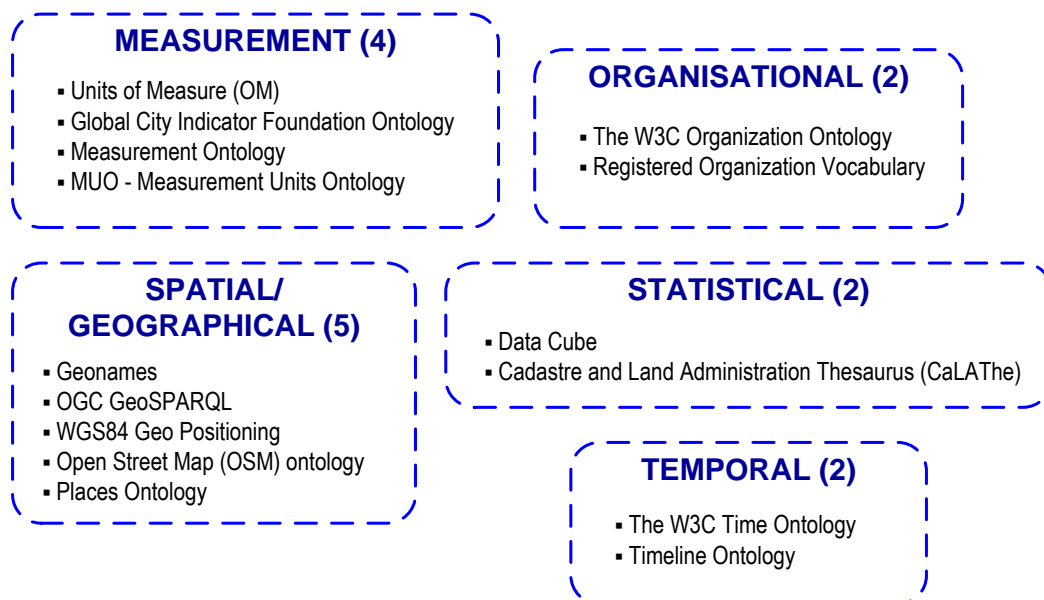 MEASUREMENT (4)
▪ Units of Measure (OM)
▪ Global City Indicator Foundation Ontology
▪ Measurement Ontology
▪ MUO - Measurement Units Ontology
ORGANISATIONAL (2)
▪ The W3C Organization Ontology
▪ Registered Organization Vocabulary
SPATIAL/
GEOGRAPHICAL (5)
▪ Geonames
▪ OGC GeoSPARQL
▪ WGS84 Geo Positioning
▪ Open Street Map (OSM) ontology
▪ Places Ontology
STATISTICAL (2)
▪ Data Cube
▪ Cadastre and Land Administration Thesaurus (CaLAThe)
TEMPORAL (2)
▪ The W3C Time Ontology
▪ Timeline Ontology